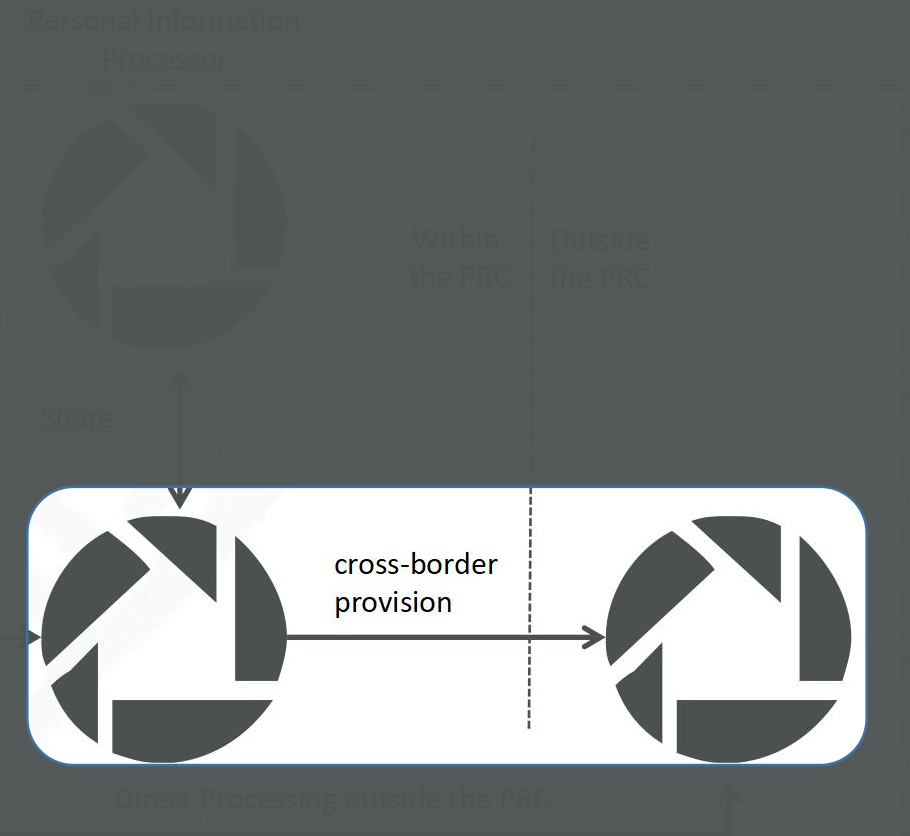 Personal Information
Processor
Within
the PRC
Outside
the PRC
Share
cross-border
provision
Direct Processing outside the PRC